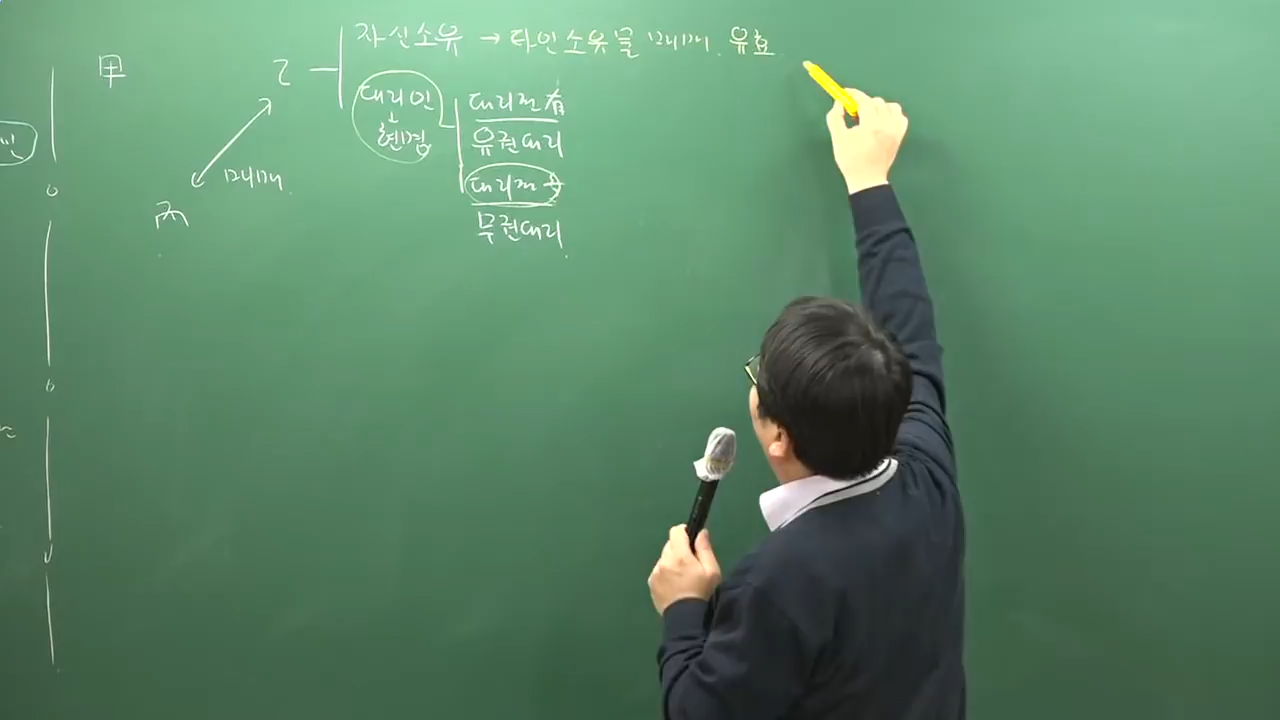 甲
乙
자신소유 → 타인소유물 매매. 유효
대리인 현명
대리권 有
유권대리
대리권 無
무권대리
매매.
丙
인